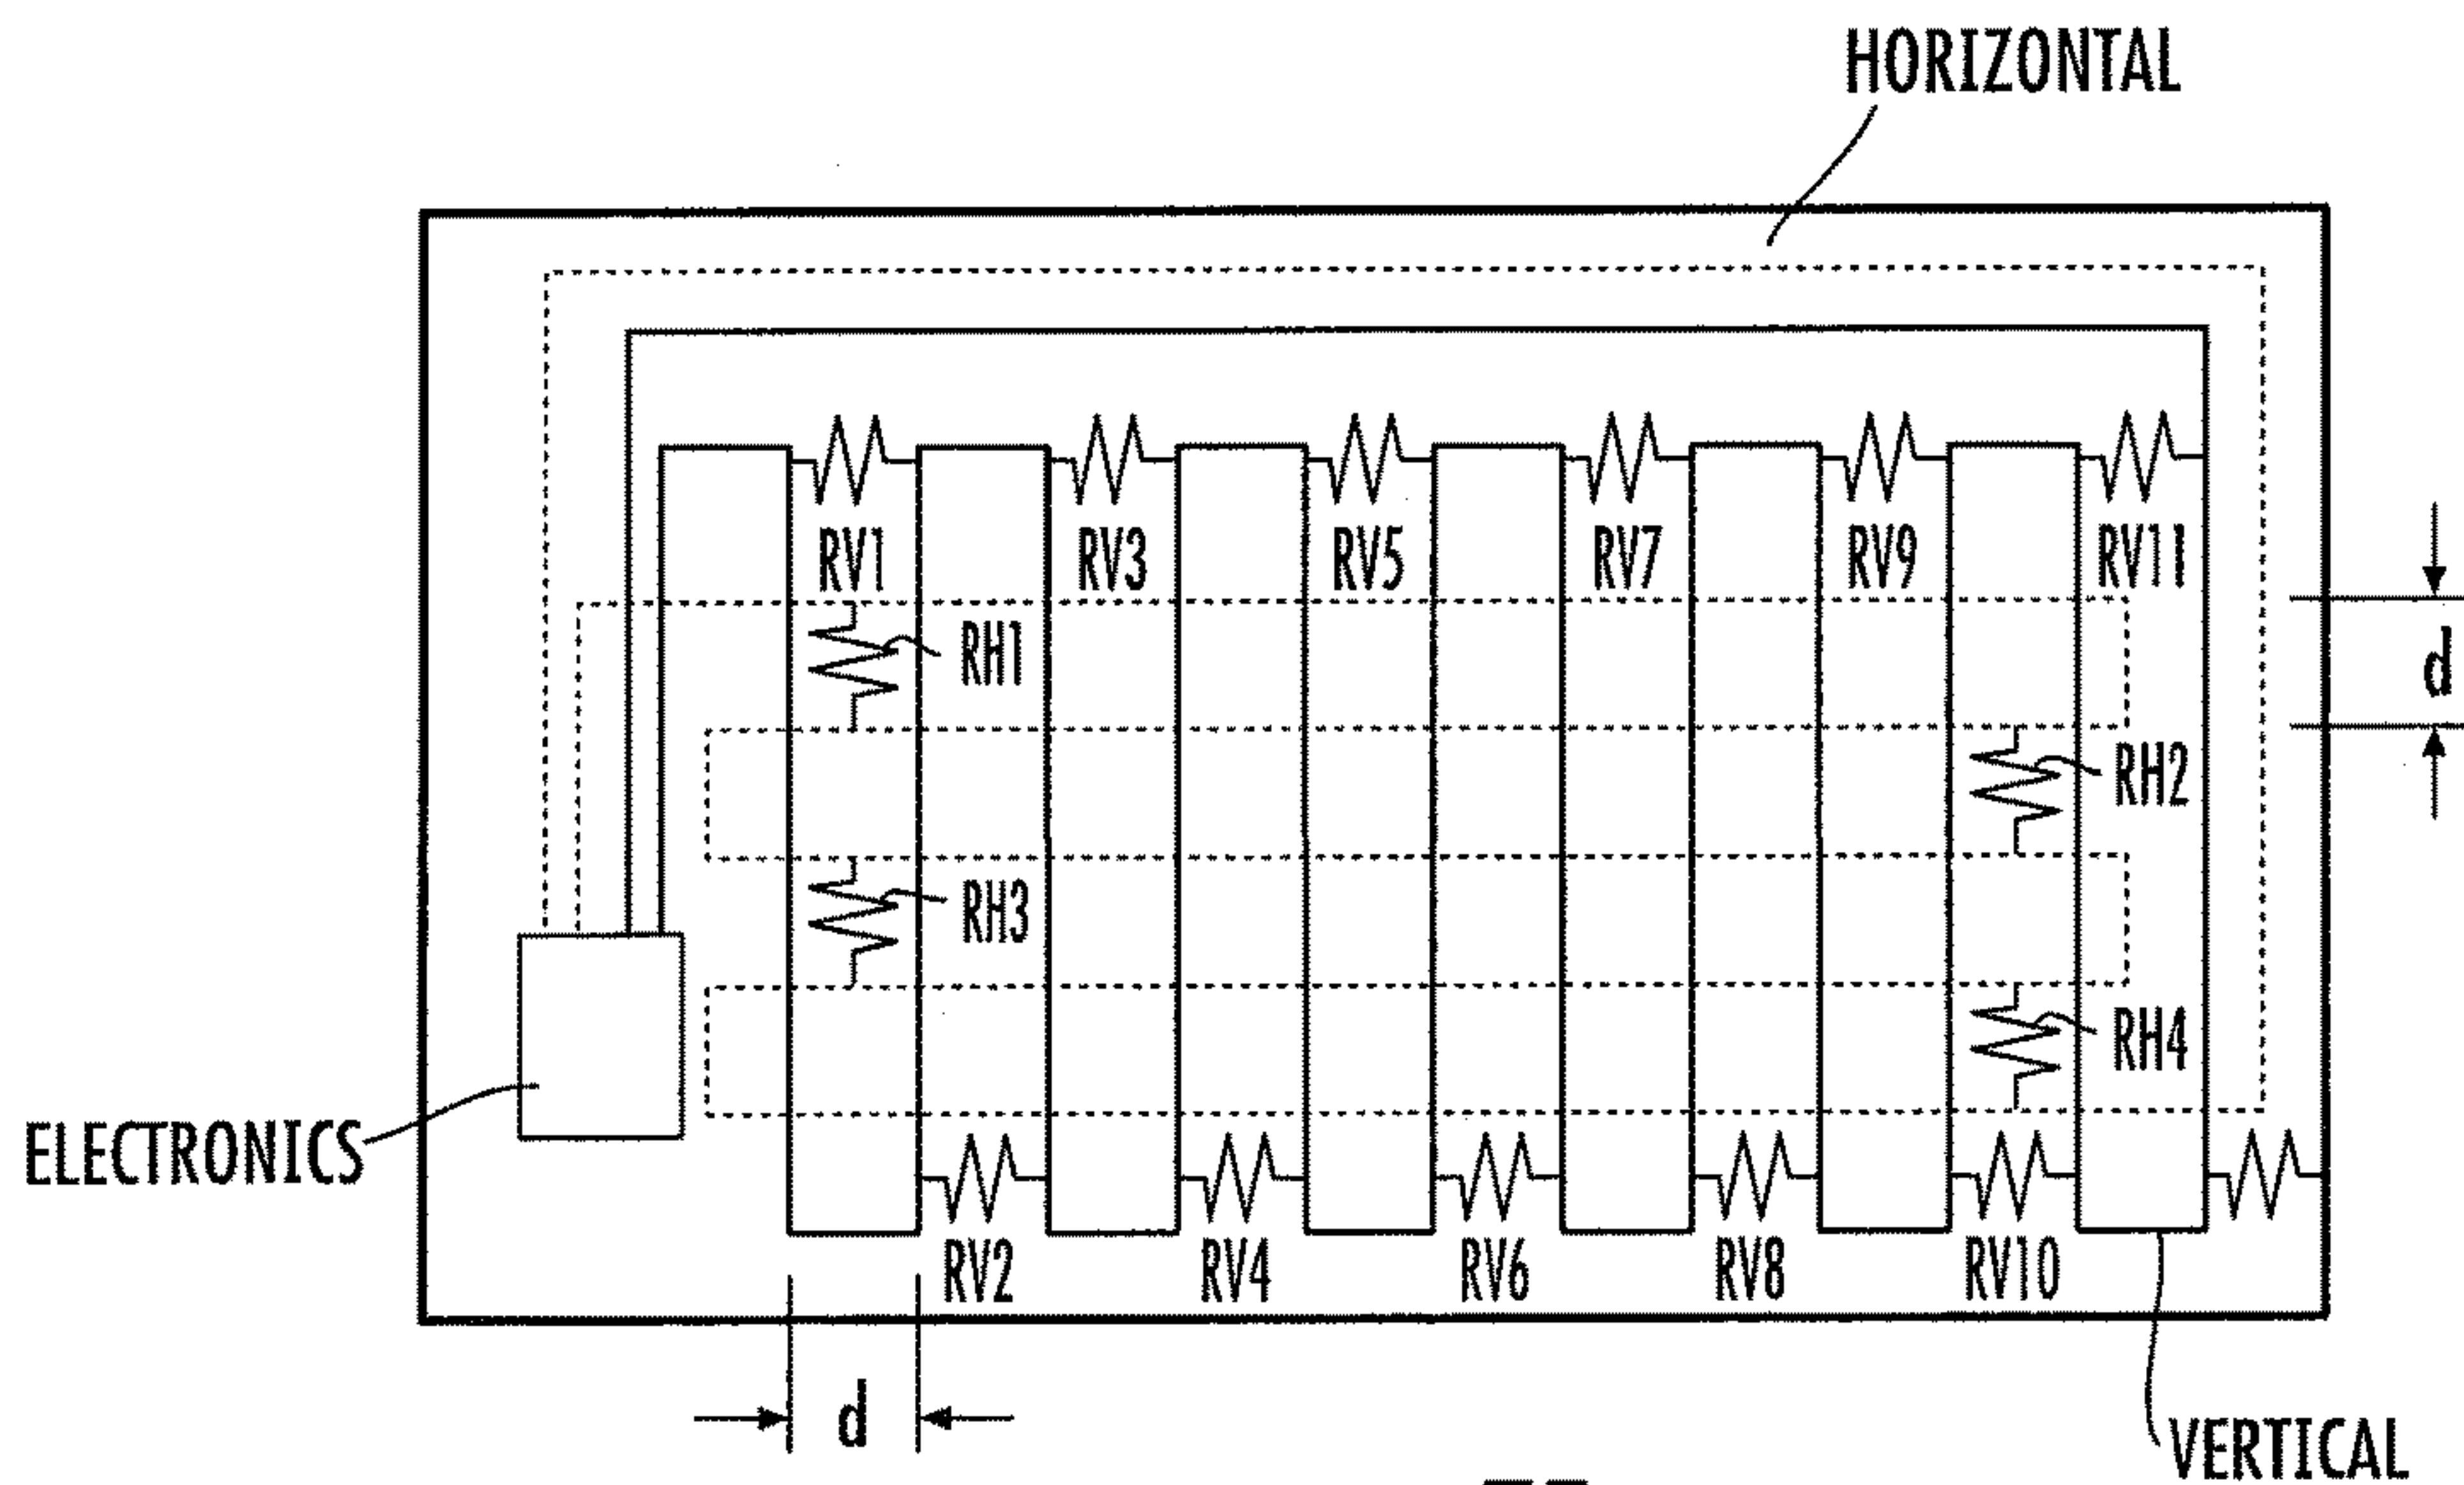 HORIZONTAL
RV1
RV3
RV5
RV7
RV9
RV11
RH1
d
RH2
RH3
RH4
ELECTRONICS
RV2
RV4
RV6
RV8
RV10
d
VERTICAL